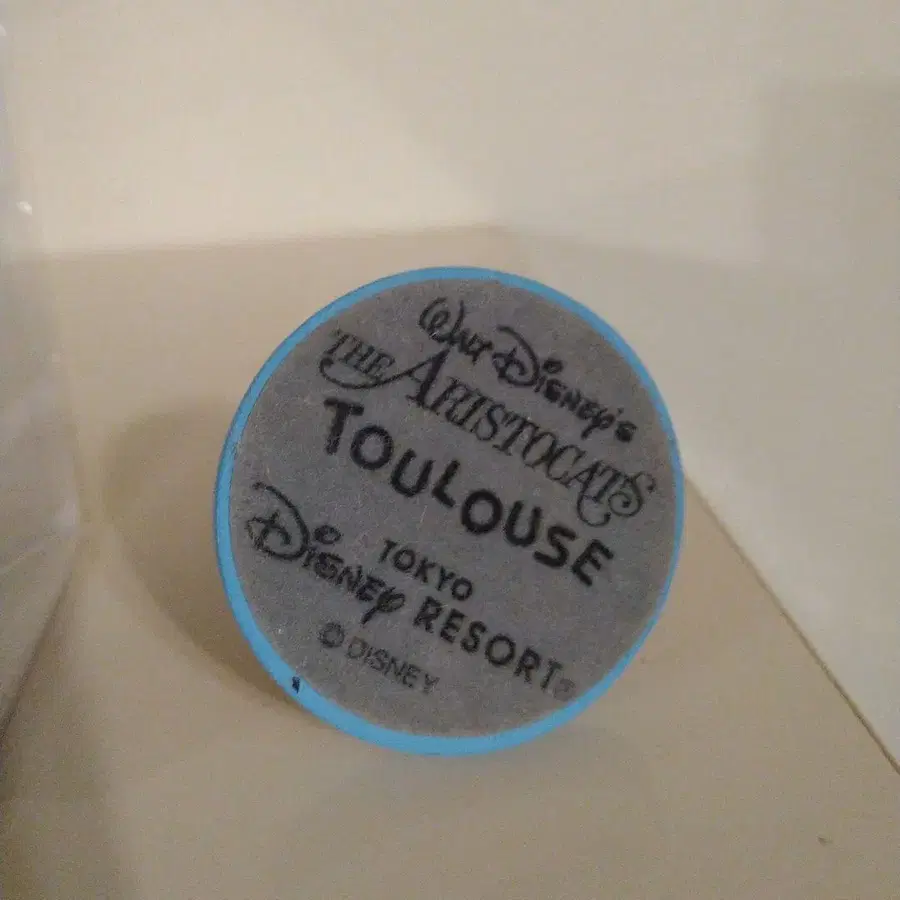 Walt Disney's
THE ARISTOCATS
TOULOUSE
TOKYO
Disney RESORT®
© DISNEY